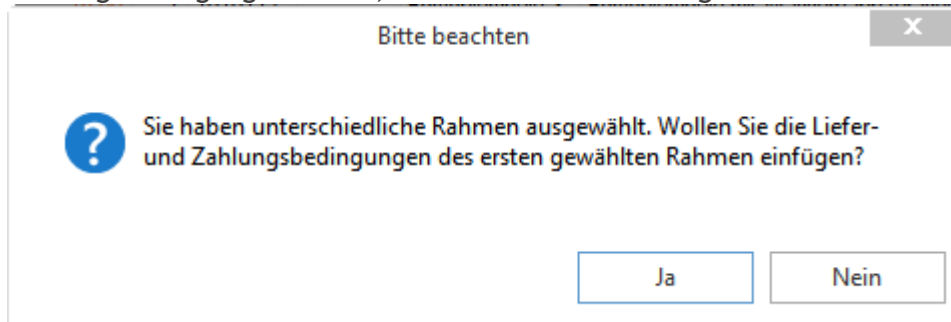 Bitte beachten
X
Sie haben unterschiedliche Rahmen ausgewählt. Wollen Sie die Liefer-
und Zahlungsbedingungen des ersten gewählten Rahmen einfügen?
Ja
Nein